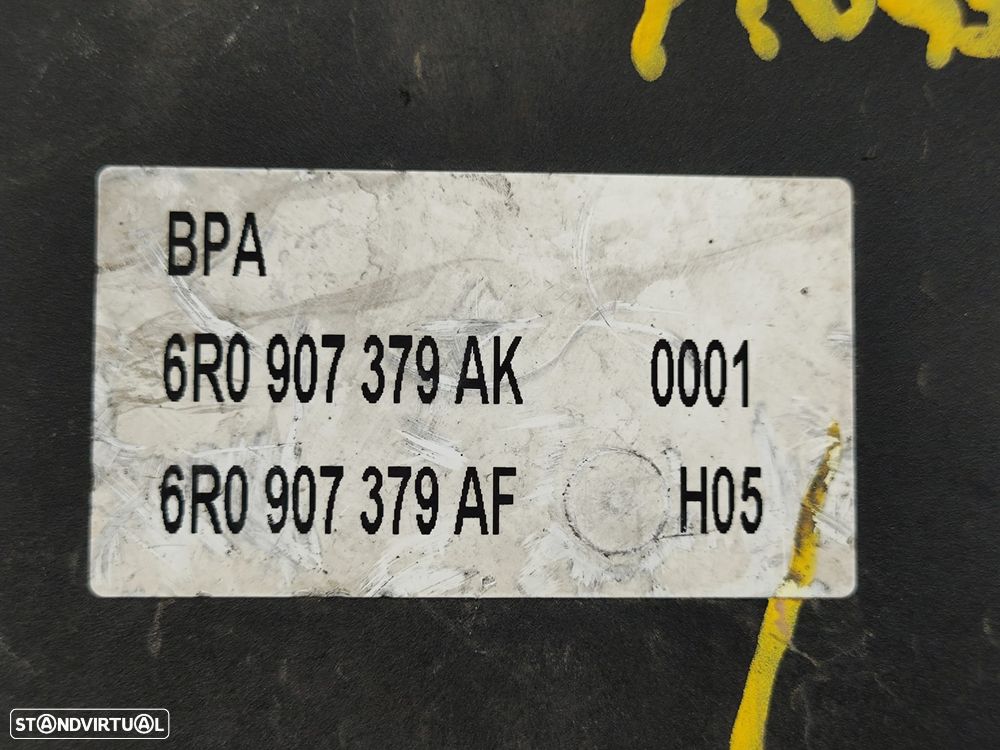 BPA
6R0 907 379 AK 0001
6R0 907 379 AF H05
STANDVIRTUAL